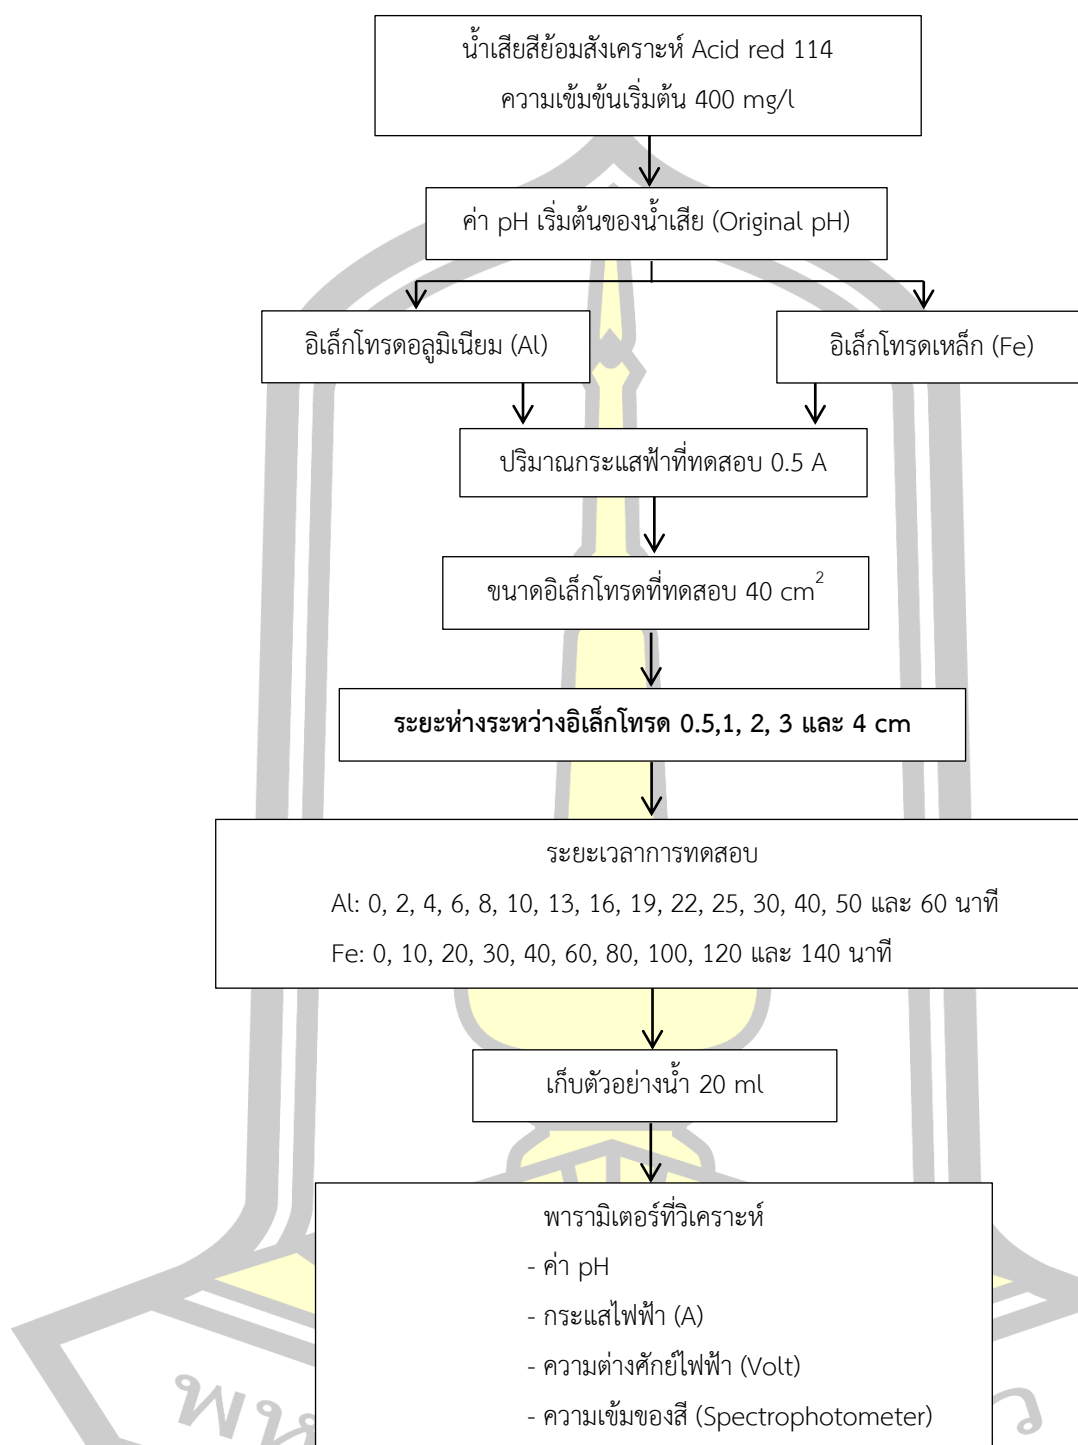 น้ำเสียสีย้อมสังเคราะห์ Acid red 114
ความเข้มข้นเริ่มต้น 400 mg/l
ค่า pH เริ่มต้นของน้ำเสีย (Original pH)
อิเล็กโทรดอลูมิเนียม (Al)
อิเล็กโทรดเหล็ก (Fe)
ปริมาณกระแสฟ้าที่ทดสอบ 0.5 A
ขนาดอิเล็กโทรดที่ทดสอบ 40 cm²
ระยะห่างระหว่างอิเล็กโทรด 0.5,1, 2, 3 และ 4 cm
ระยะเวลาการทดสอบ
Al: 0, 2, 4, 6, 8, 10, 13, 16, 19, 22, 25, 30, 40, 50 และ 60 นาที
Fe: 0, 10, 20, 30, 40, 60, 80, 100, 120 และ 140 นาที
เก็บตัวอย่างน้ำ 20 ml
พารามิเตอร์ที่วิเคราะห์
- ค่า pH
- กระแสไฟฟ้า (A)
- ความต่างศักย์ไฟฟ้า (Volt)
- ความเข้มของสี (Spectrophotometer)